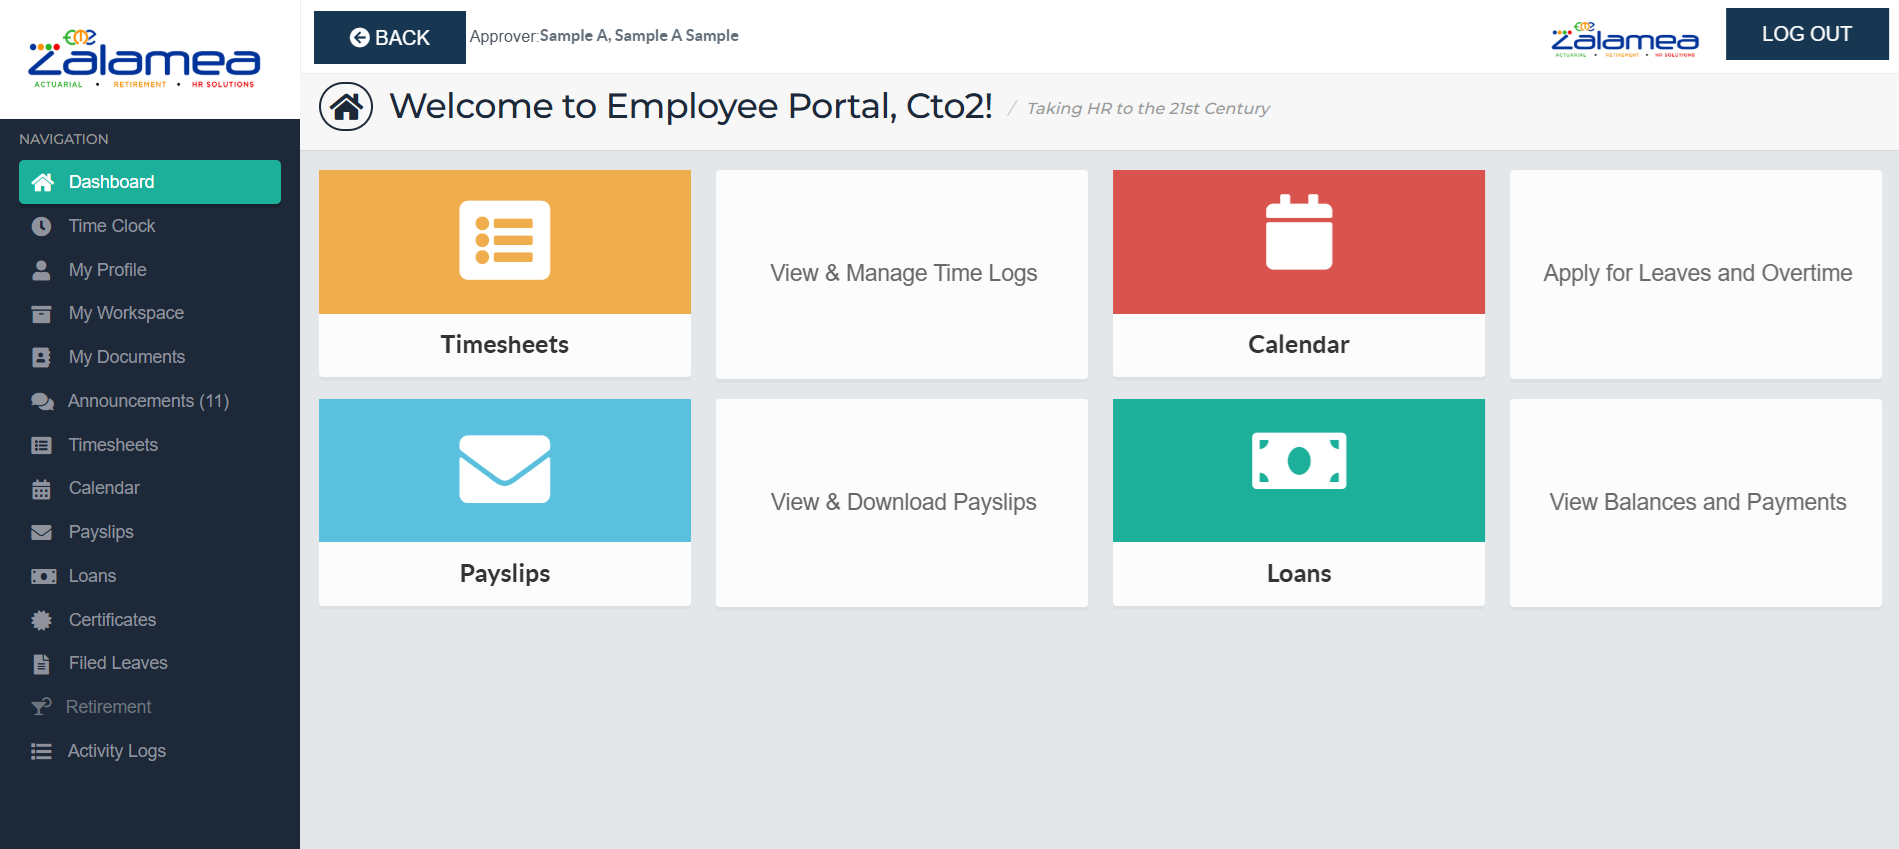 eme
Zalamea
ACTUARIAL • RETIREMENT • HR SOLUTIONS
NAVIGATION
Dashboard
Time Clock
My Profile
My Workspace
My Documents
Announcements (11)
Timesheets
Calendar
Payslips
Loans
Certificates
Filed Leaves
Retirement
Activity Logs
BACK Approver:Sample A, Sample A Sample
eme
Zalamea
ACTUARIAL • RETIREMENT • HR SOLUTIONS
LOG OUT
Welcome to Employee Portal, Cto2! / Taking HR to the 21st Century
Timesheets
View & Manage Time Logs
Calendar
Apply for Leaves and Overtime
Payslips
View & Download Payslips
Loans
View Balances and Payments